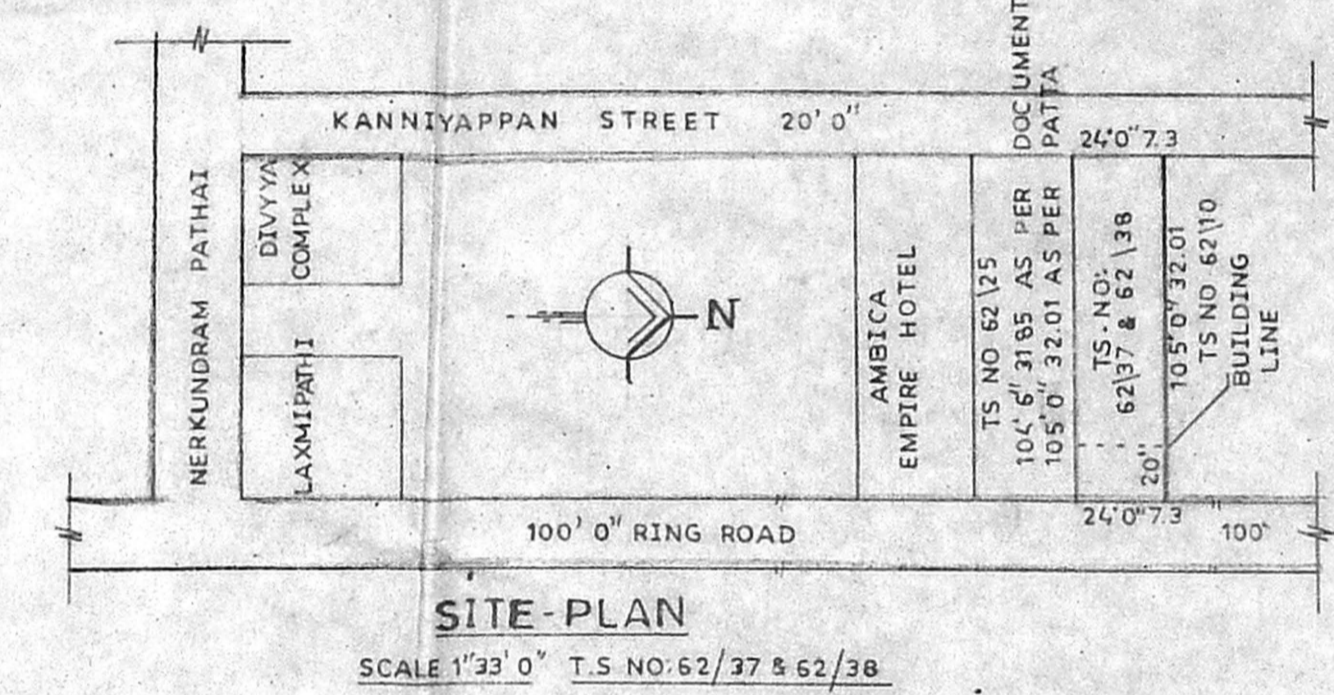 KANNIYAPPAN STREET 20' 0"
DOCUMENT
PATTA
24'0" 7.3
NERKUNDRAM PATHAI
DIVYYA
COMPLEX
LAXMIPATHI
N
AMBICA
EMPIRE HOTEL
TS NO 62\25
104' 6" 31.85 AS PER
105' 0" 32.01 AS PER
TS-NO:
62\37 & 62\38
20"
105' 0" 32.01
TS NO 62\10
BUILDING
LINE
24'0" 7.3
100' 0" RING ROAD
100'
SITE-PLAN
SCALE 1"33' 0" T.S NO:62/37 & 62/38